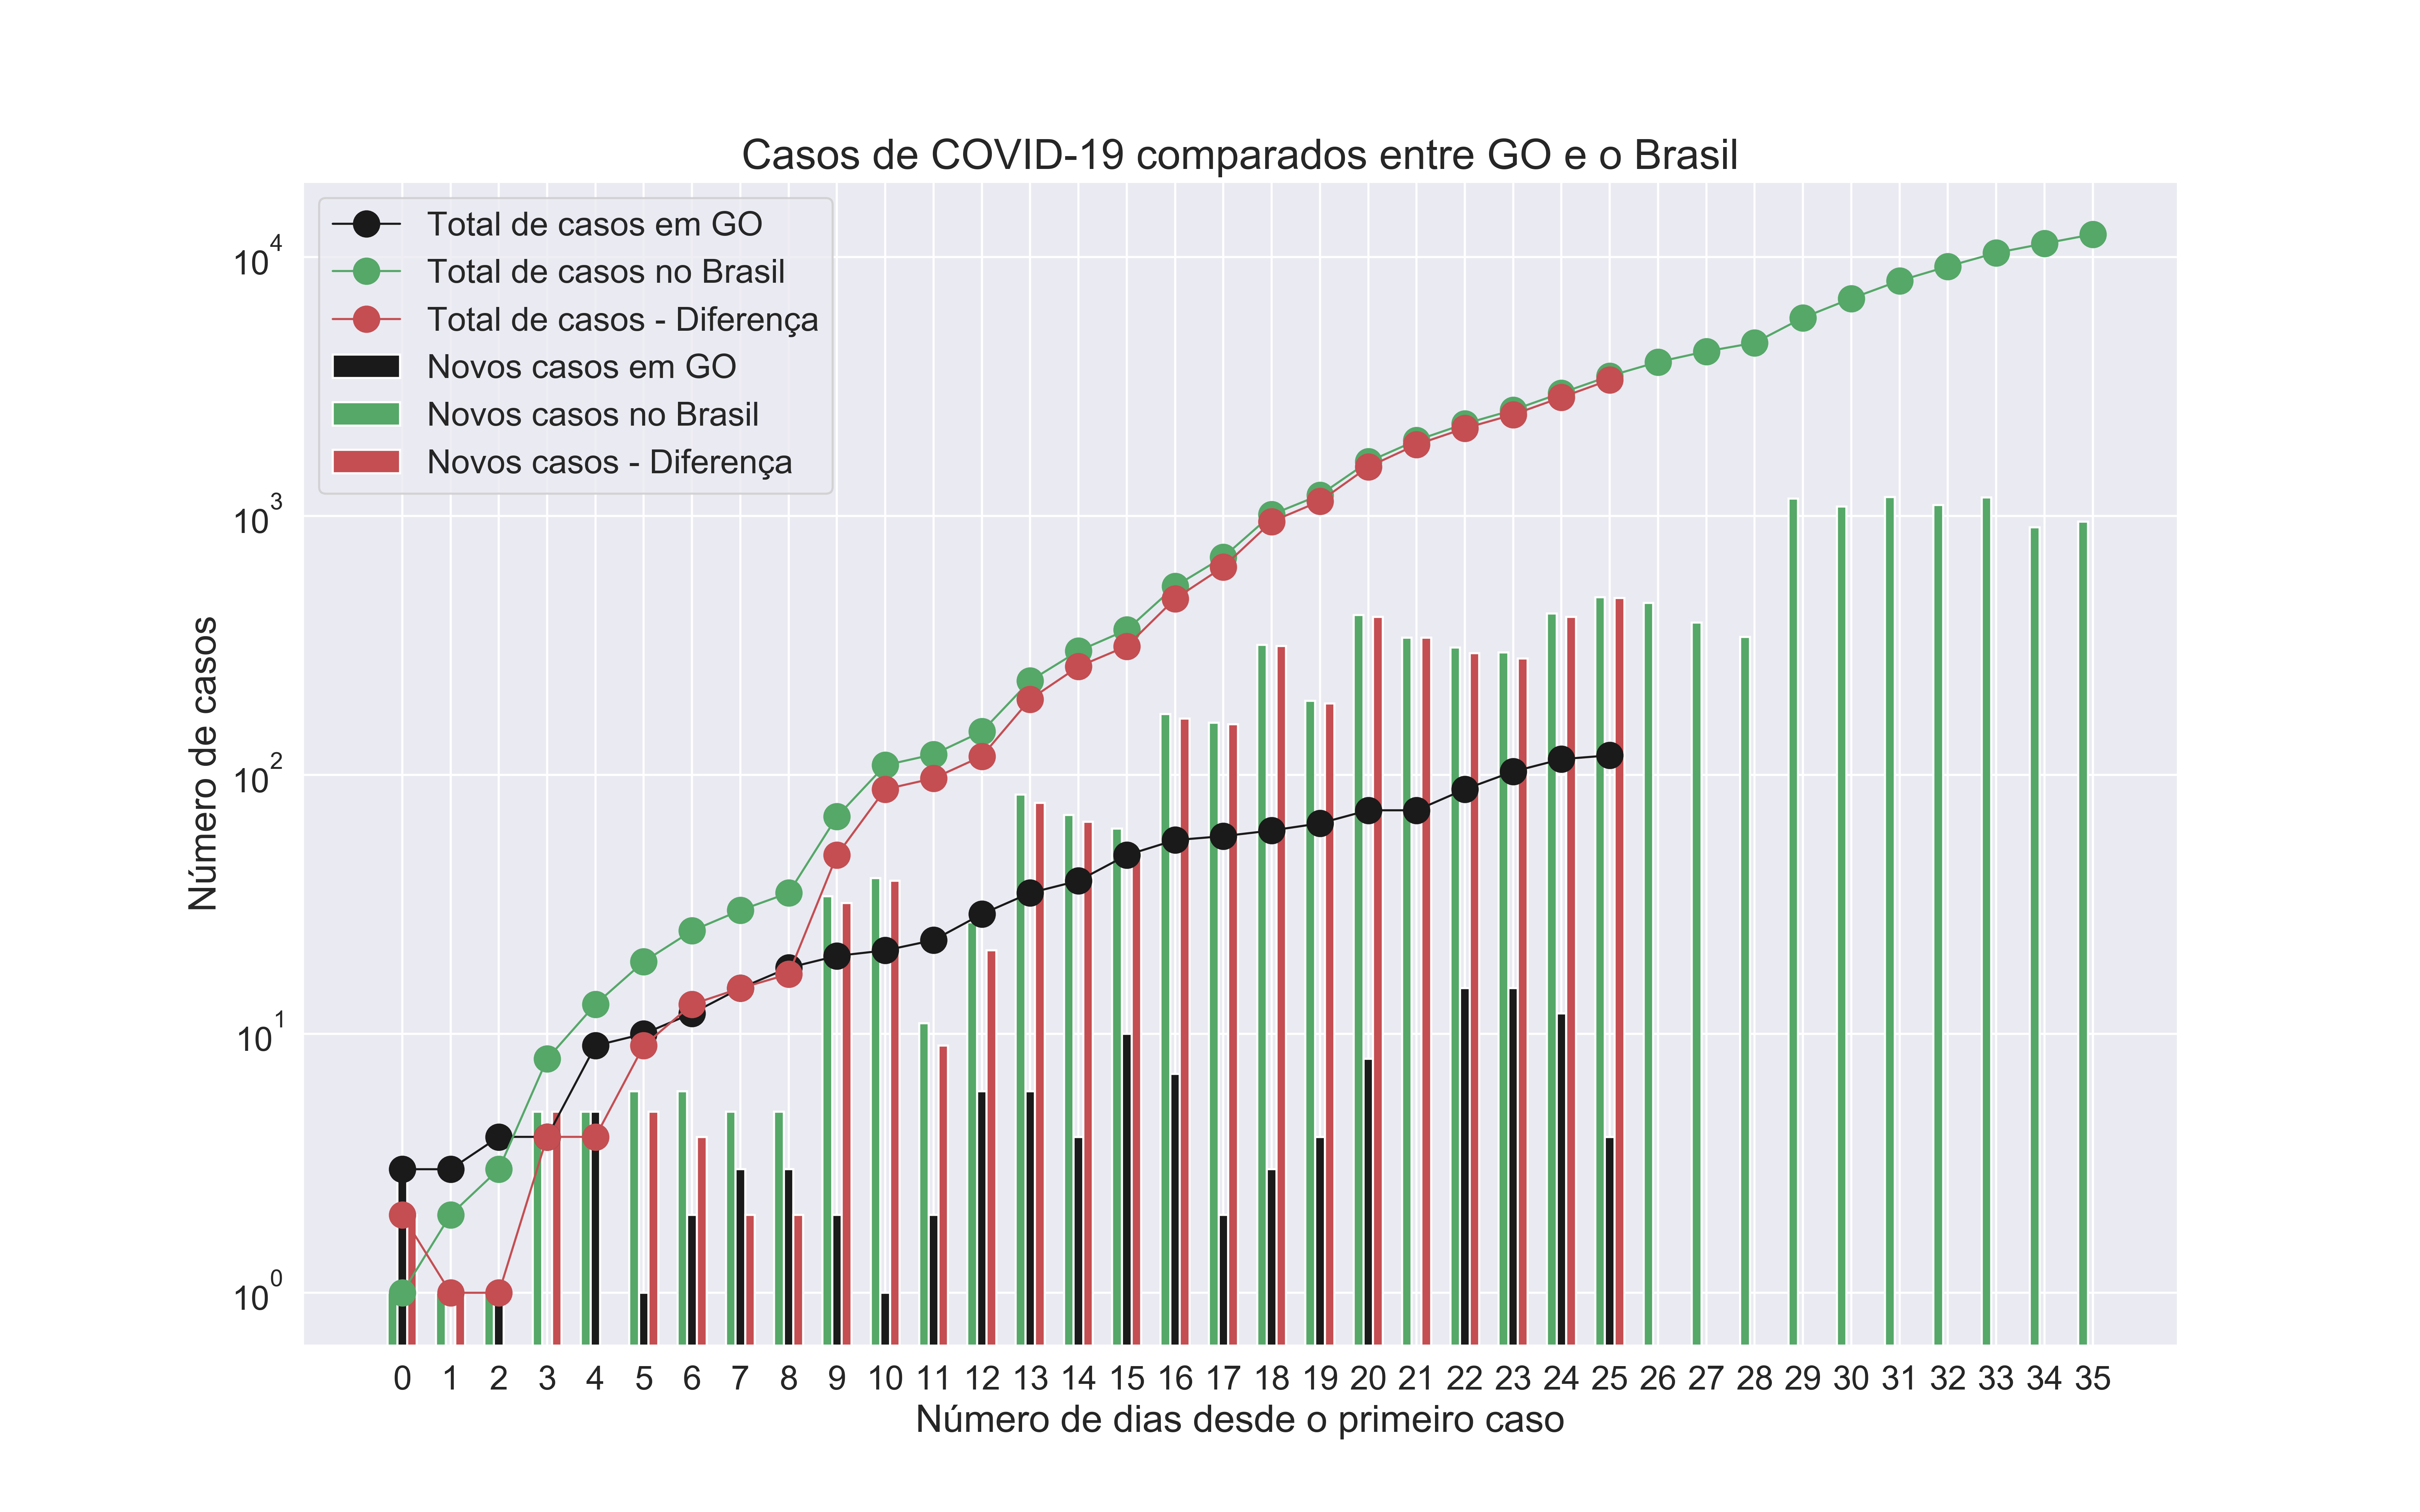 Casos de COVID-19 comparados entre GO e o Brasil
Total de casos em GO
Total de casos no Brasil
Total de casos - Diferença
Novos casos em GO
Novos casos no Brasil
Novos casos - Diferença
Número de casos
10^4
10^3
10^2
10^1
10^0
0 1 2 3 4 5 6 7 8 9 10 11 12 13 14 15 16 17 18 19 20 21 22 23 24 25 26 27 28 29 30 31 32 33 34 35
Número de dias desde o primeiro caso